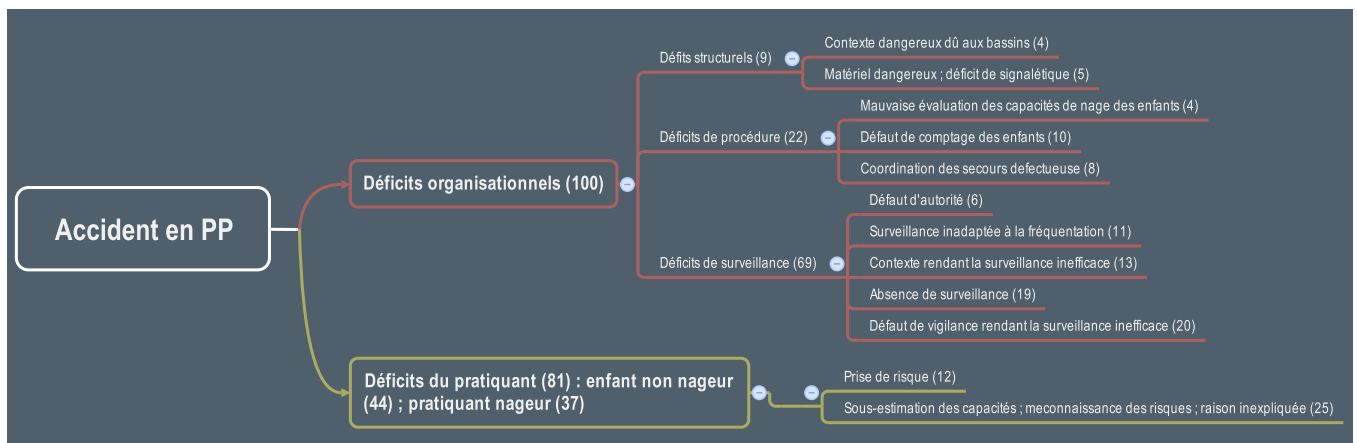 Accident en PP
Déficits organisationnels (100)
Défits structurels (9)
Contexte dangereux dû aux bassins (4)
Matériel dangereux ; déficit de signalétique (5)
Déficits de procédure (22)
Mauvaise évaluation des capacités de nage des enfants (4)
Défaut de comptage des enfants (10)
Coordination des secours defectueuse (8)
Déficits de surveillance (69)
Défaut d'autorité (6)
Surveillance inadaptée à la fréquentation (11)
Contexte rendant la surveillance inefficace (13)
Absence de surveillance (19)
Défaut de vigilance rendant la surveillance inefficace (20)
Déficits du pratiquant (81) : enfant non nageur
(44) ; pratiquant nageur (37)
Prise de risque (12)
Sous-estimation des capacités ; meconnaissance des risques ; raison inexpliquée (25)